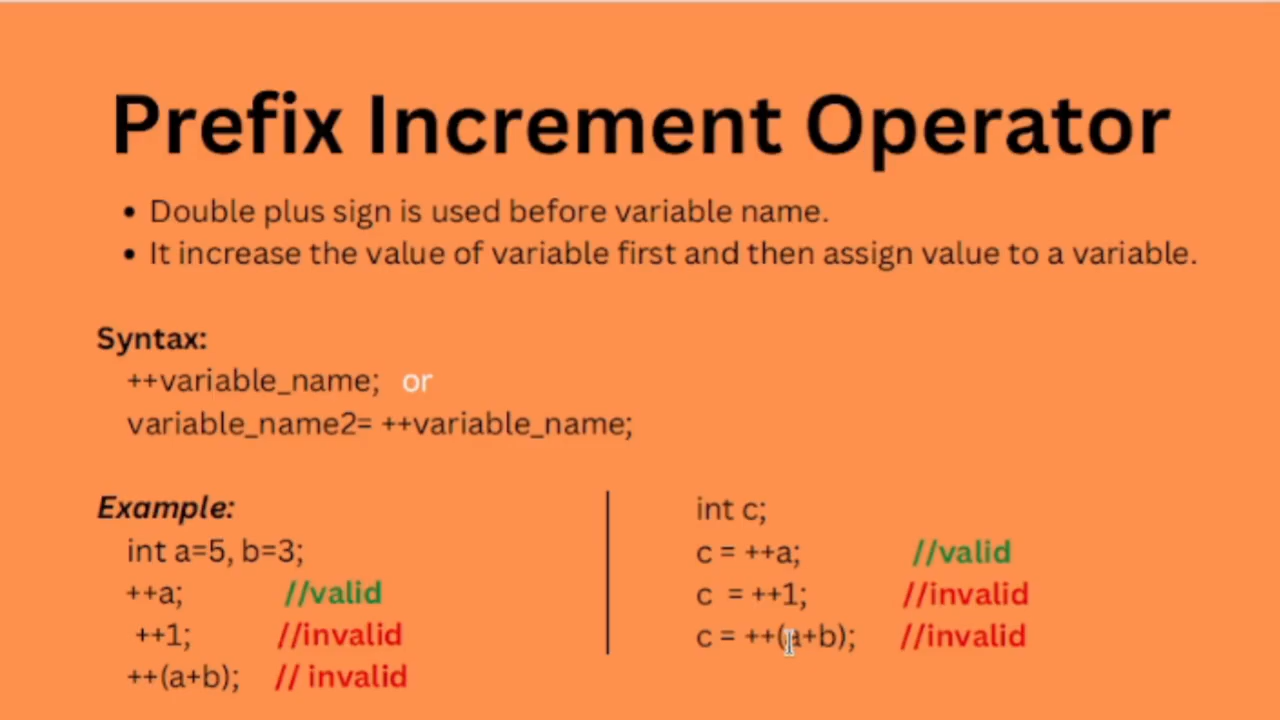 Prefix Increment Operator
• Double plus sign is used before variable name.
• It increase the value of variable first and then assign value to a variable.
Syntax:
++variable_name; or
variable_name2= ++variable_name;
Example:
int a=5, b=3;
++a; //valid
++1; //invalid
++(a+b); // invalid
int c;
c = ++a; //valid
c = ++1; //invalid
c = ++(a+b); //invalid